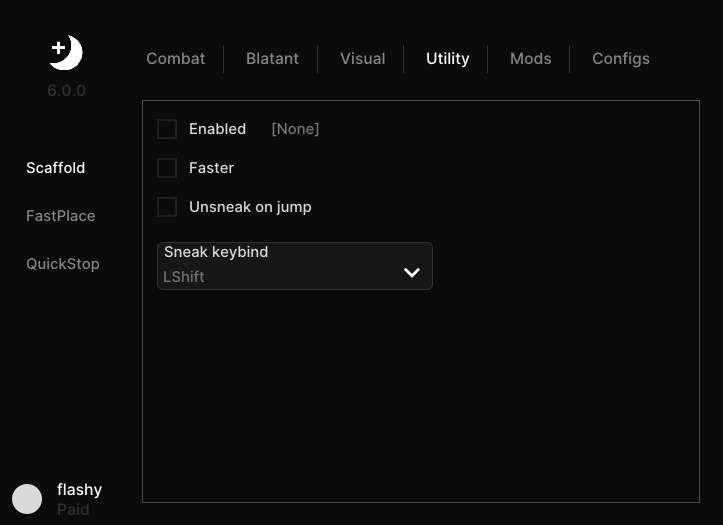 Combat Blatant Visual Utility Mods Configs
6.0.0
Enabled [None]
Faster
Unsneak on jump
Sneak keybind
LShift
Scaffold
FastPlace
QuickStop
flashy
Paid